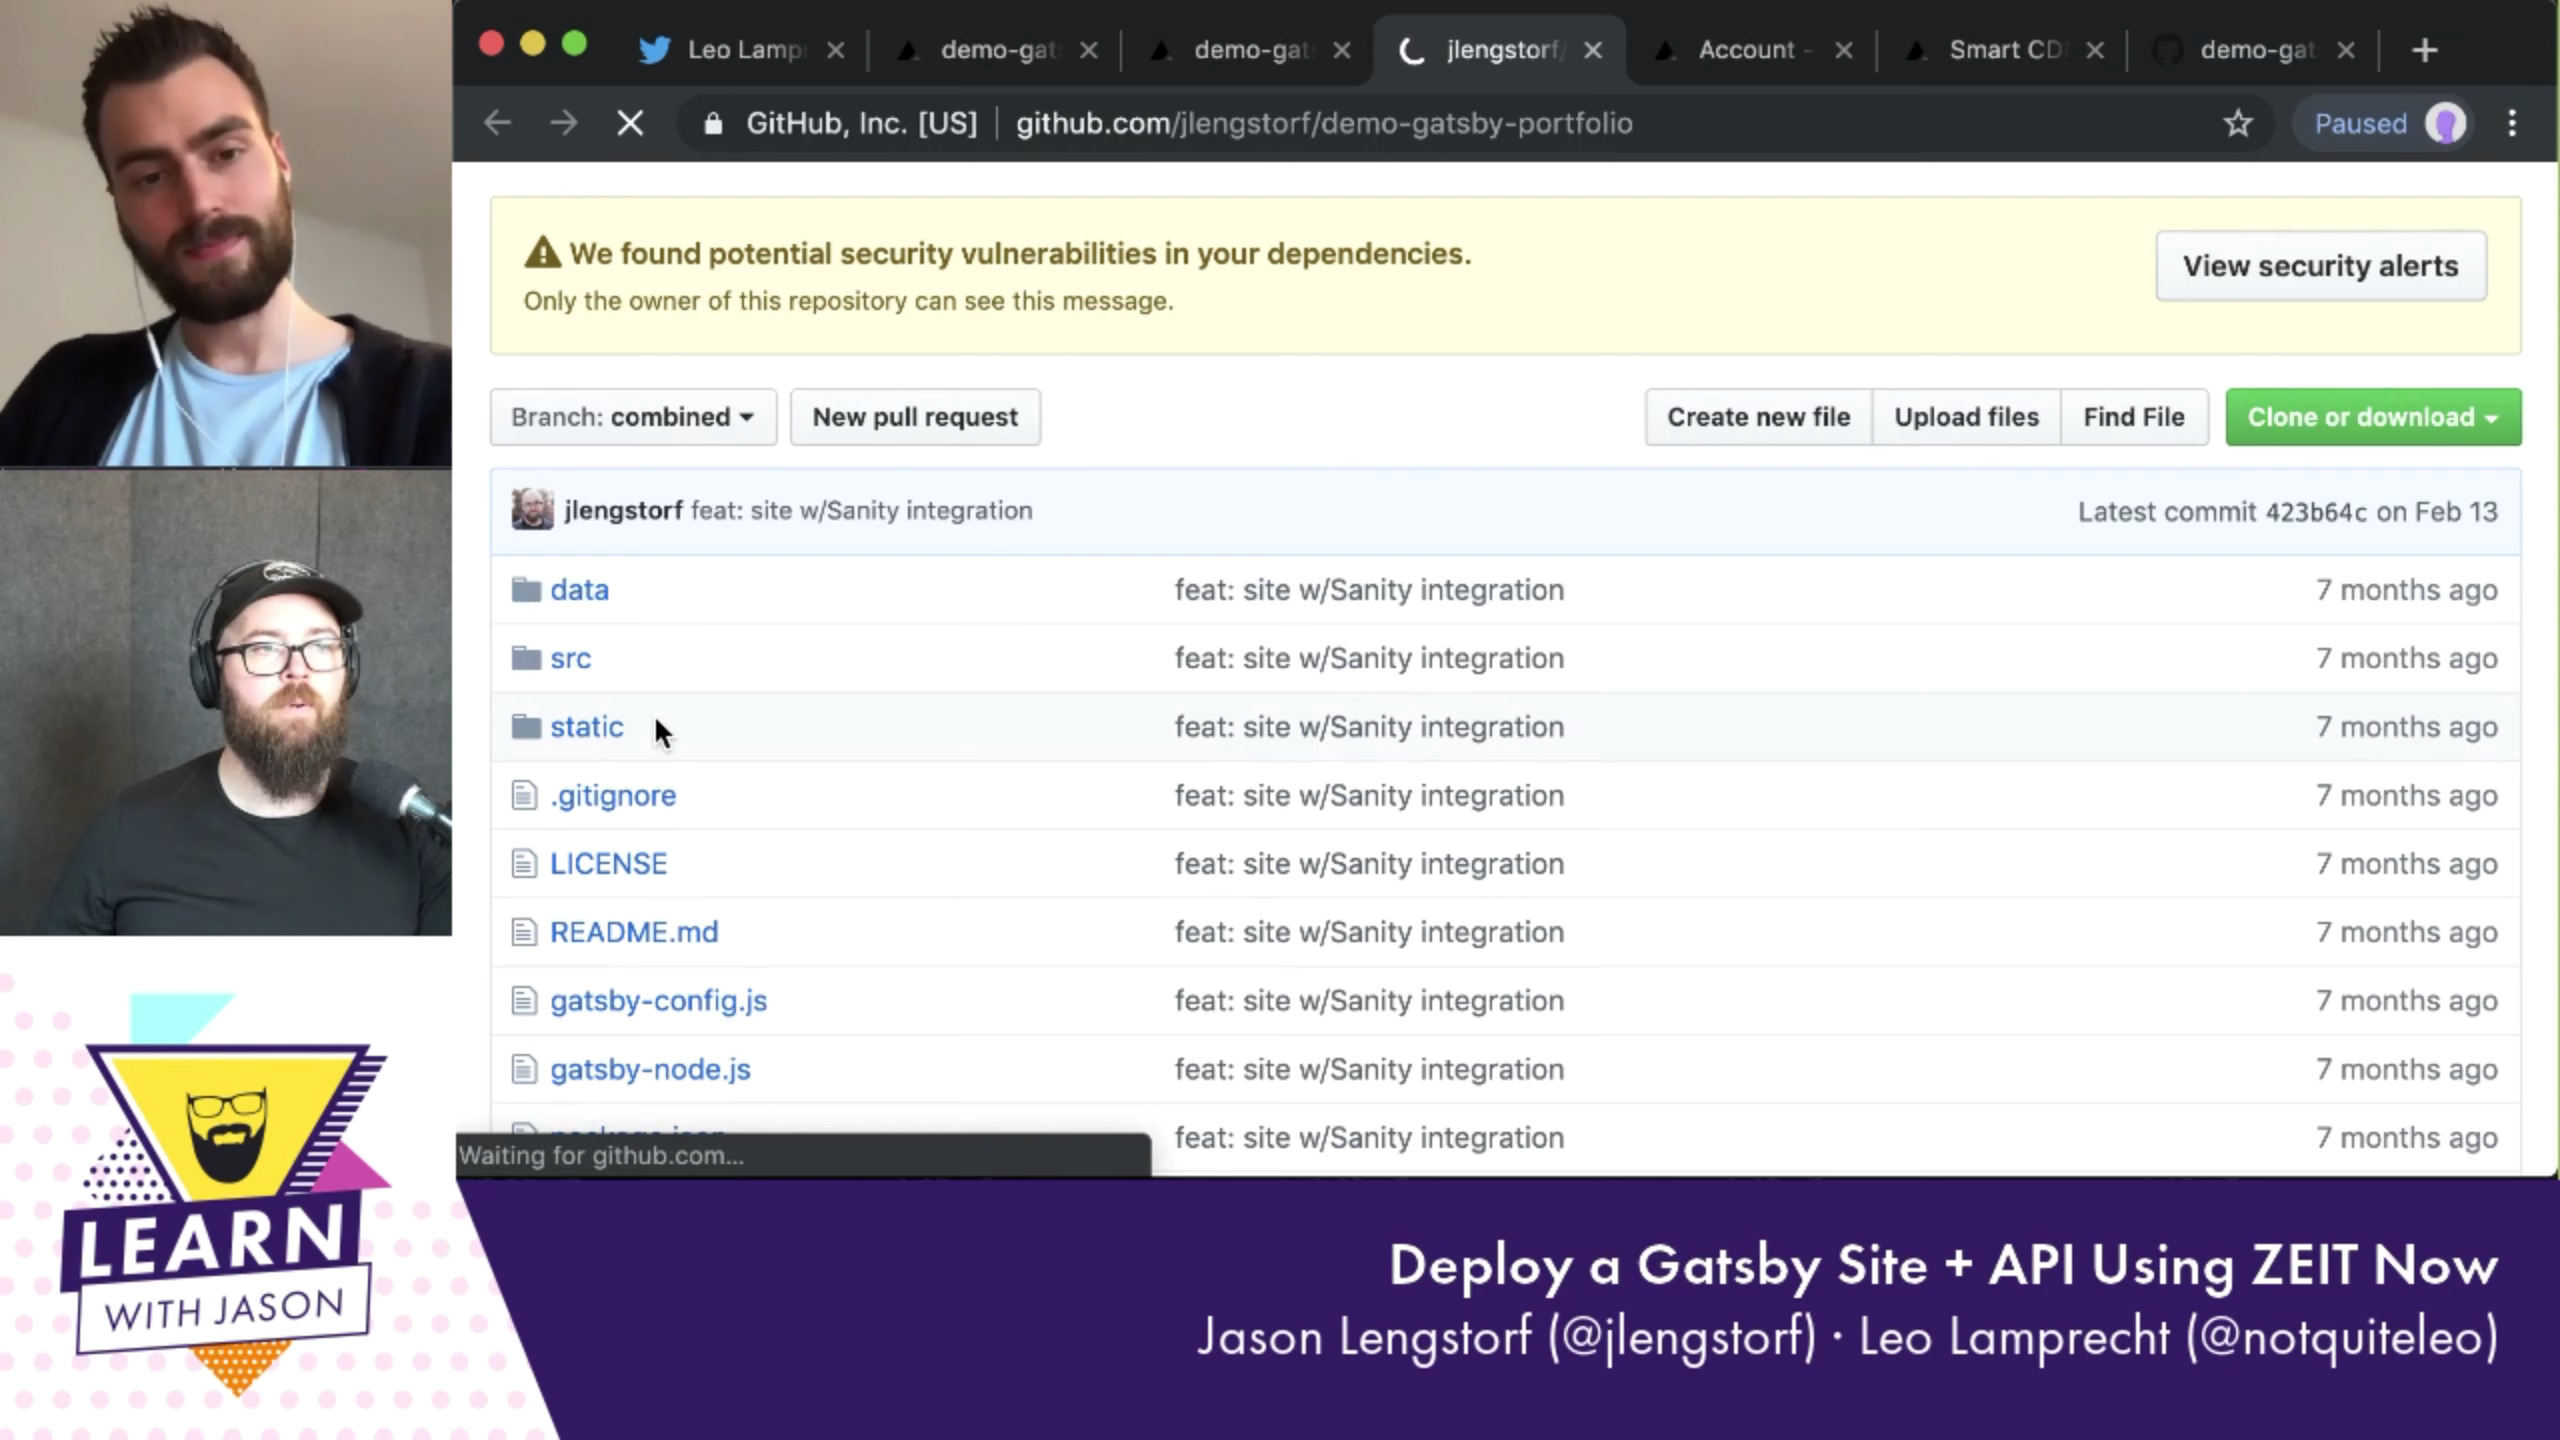 Leo Lamp
demo-gat
demo-gat
jlengstorf/
Account -
Smart CD
demo-gat
GitHub, Inc. [US] | github.com/jlengstorf/demo-gatsby-portfolio
Paused
We found potential security vulnerabilities in your dependencies.
Only the owner of this repository can see this message.
View security alerts
Branch: combined
New pull request
Create new file
Upload files
Find File
Clone or download
jlengstorf feat: site w/Sanity integration
Latest commit 423b64c on Feb 13
data feat: site w/Sanity integration 7 months ago
src feat: site w/Sanity integration 7 months ago
static feat: site w/Sanity integration 7 months ago
.gitignore feat: site w/Sanity integration 7 months ago
LICENSE feat: site w/Sanity integration 7 months ago
README.md feat: site w/Sanity integration 7 months ago
gatsby-config.js feat: site w/Sanity integration 7 months ago
gatsby-node.js feat: site w/Sanity integration 7 months ago
feat: site w/Sanity integration 7 months ago
Waiting for github.com...
LEARN
WITH JASON
Deploy a Gatsby Site + API Using ZEIT Now
Jason Lengstorf (@jlengstorf) · Leo Lamprecht (@notquiteleo)